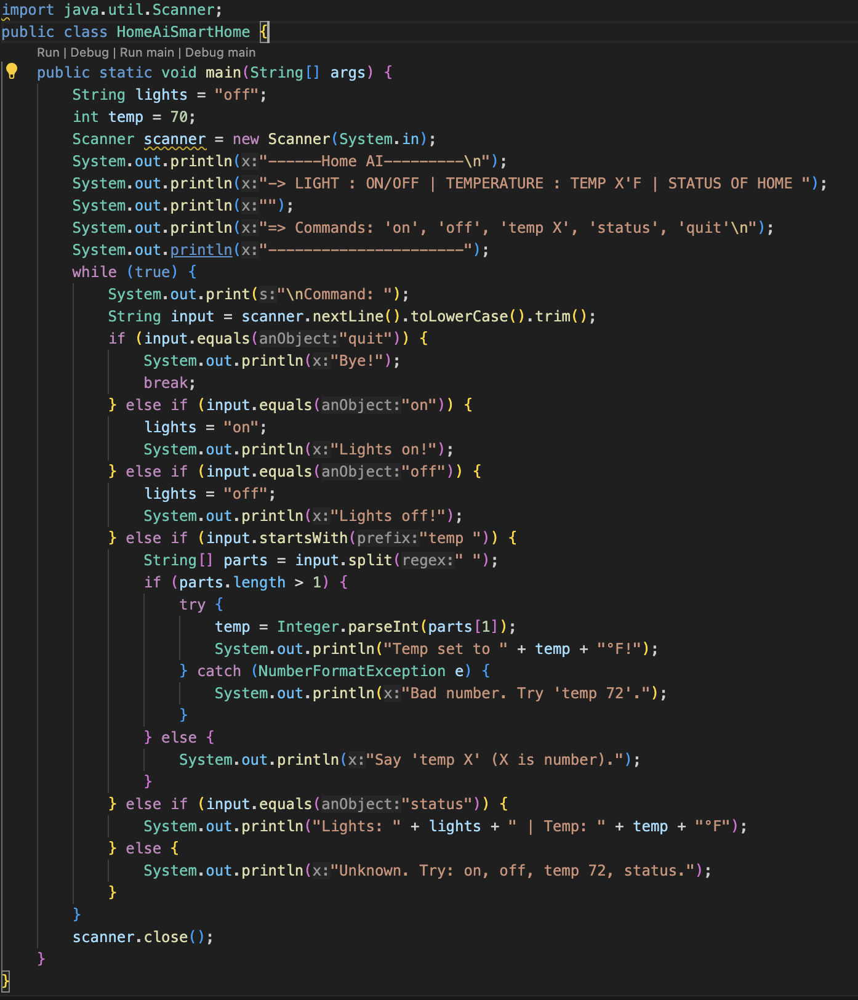 import java.util.Scanner;
public class HomeAiSmartHome {
Run | Debug | Run main | Debug main
    public static void main(String[] args) {
        String lights = "off";
        int temp = 70;
        Scanner scanner = new Scanner(System.in);
        System.out.println(x:"------Home AI---------\n");
        System.out.println(x:"-> LIGHT : ON/OFF | TEMPERATURE : TEMP X'F | STATUS OF HOME ");
        System.out.println(x:"");
        System.out.println(x:"=> Commands: 'on', 'off', 'temp X', 'status', 'quit'\n");
        System.out.println(x:"----------------------");
        while (true) {
            System.out.print(s:"\nCommand: ");
            String input = scanner.nextLine().toLowerCase().trim();
            if (input.equals(anObject:"quit")) {
                System.out.println(x:"Bye!");
                break;
            } else if (input.equals(anObject:"on")) {
                lights = "on";
                System.out.println(x:"Lights on!");
            } else if (input.equals(anObject:"off")) {
                lights = "off";
                System.out.println(x:"Lights off!");
            } else if (input.startsWith(prefix:"temp ")) {
                String[] parts = input.split(regex:" ");
                if (parts.length > 1) {
                    try {
                        temp = Integer.parseInt(parts[1]);
                        System.out.println("Temp set to " + temp + "°F!");
                    } catch (NumberFormatException e) {
                        System.out.println(x:"Bad number. Try 'temp 72'.");
                    }
                } else {
                    System.out.println(x:"Say 'temp X' (X is number).");
                }
            } else if (input.equals(anObject:"status")) {
                System.out.println("Lights: " + lights + " | Temp: " + temp + "°F");
            } else {
                System.out.println(x:"Unknown. Try: on, off, temp 72, status.");
            }
        }
        scanner.close();
    }
}